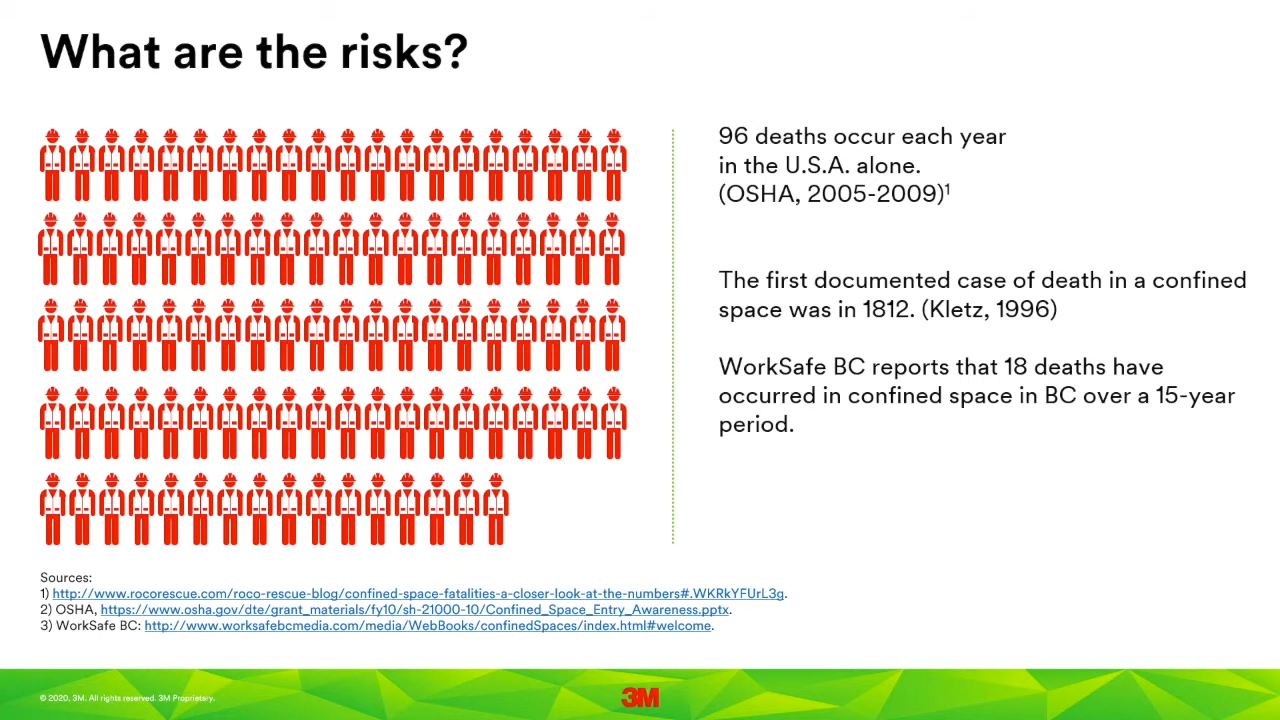 What are the risks?
96 deaths occur each year
in the U.S.A. alone.
(OSHA, 2005-2009)¹
The first documented case of death in a confined
space was in 1812. (Kletz, 1996)
WorkSafe BC reports that 18 deaths have
occurred in confined space in BC over a 15-year
period.
Sources:
1) http://www.rocorescue.com/roco-rescue-blog/confined-space-fatalities-a-closer-look-at-the-numbers#.WKRkYFUrL3g.
2) OSHA, https://www.osha.gov/dte/grant_materials/fy10/sh-21000-10/Confined_Space_Entry_Awareness.pptx.
3) WorkSafe BC: http://www.worksafebcmedia.com/media/WebBooks/confinedSpaces/index.html#welcome.
© 2020, 3M. All rights reserved. 3M Proprietary.
3M